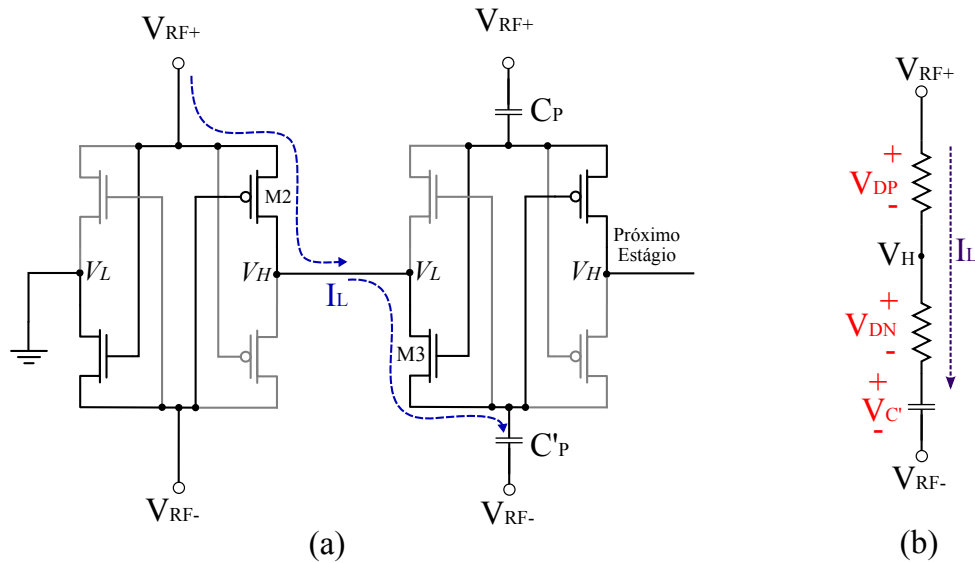 VRF+
VRF+
CP
M2
VL
VH
IL
VL
VH
Próximo
Estágio
M3
C'P
VRF-
VRF-
(a)
VRF+
+
VDP
-
VH
IL
+
VDN
-
+
VC'
-
VRF-
(b)